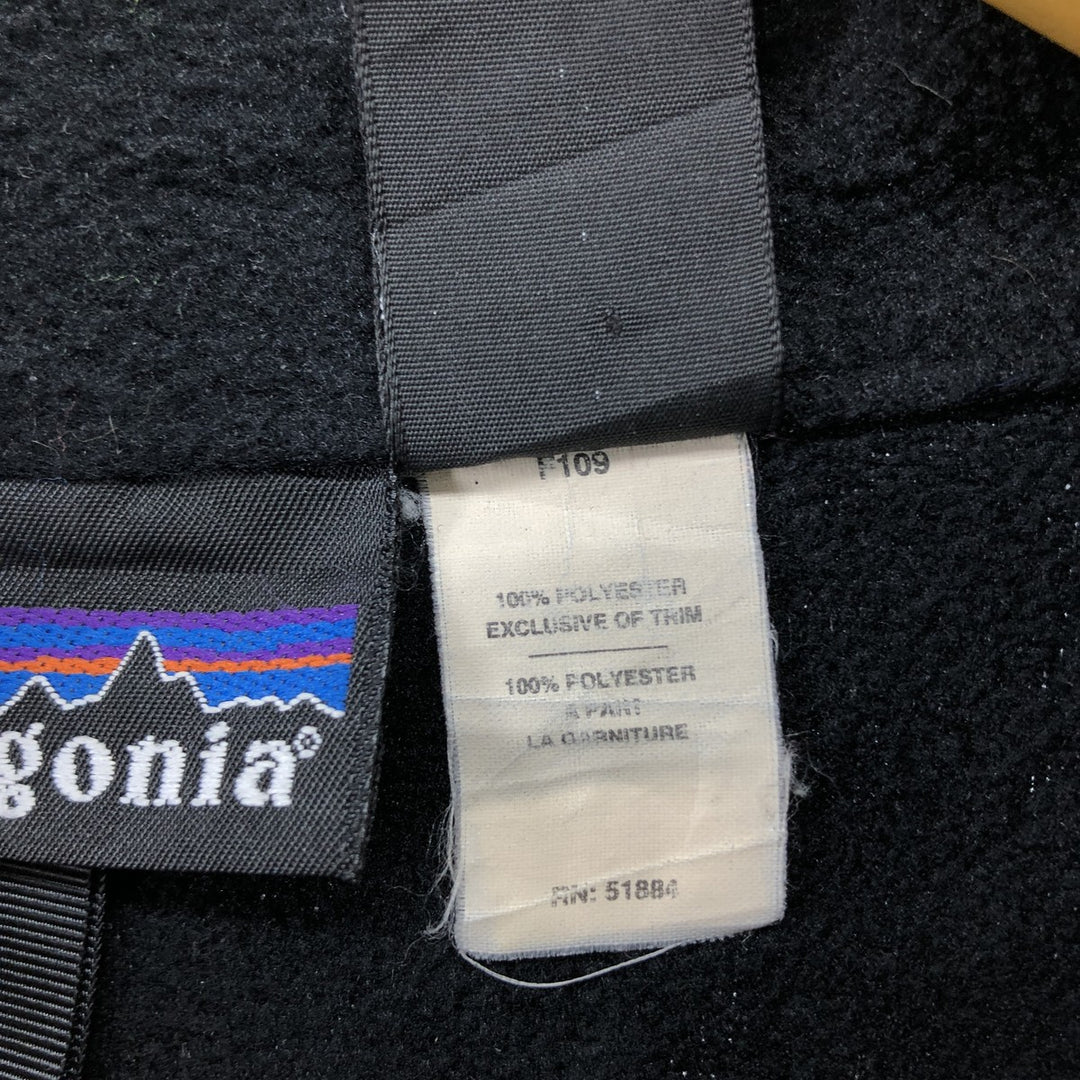 F109
100% POLYESTER
EXCLUSIVE OF TRIM
100% POLYESTER
A PART
LA GARNITURE
RN: 51884
gonia®